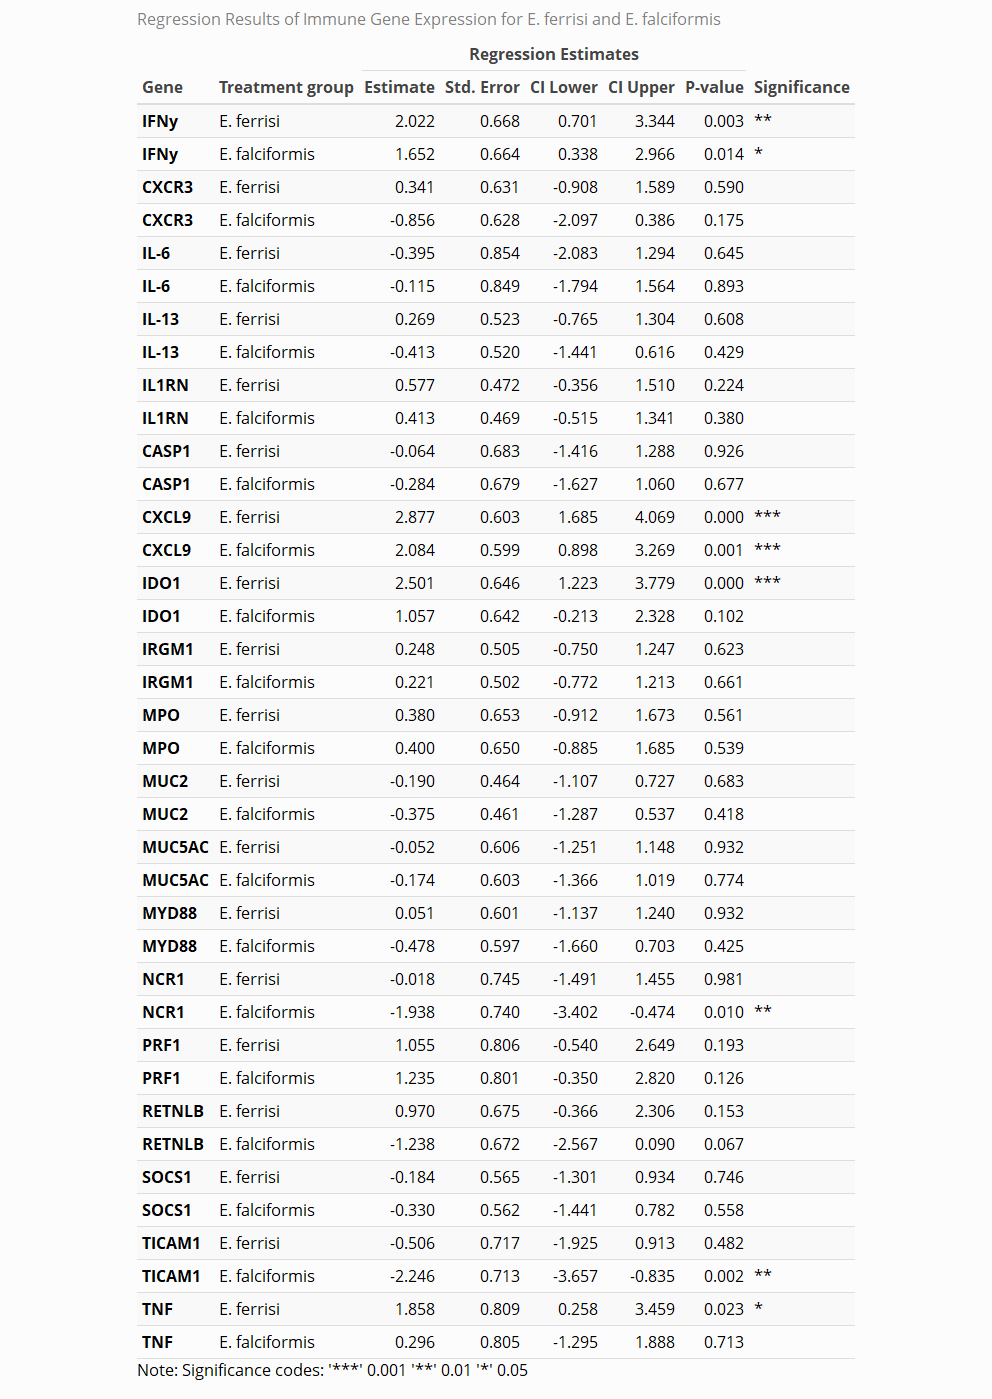 Regression Results of Immune Gene Expression for E. ferrisi and E. falciformis
Regression Estimates
Gene Treatment group Estimate Std. Error CI Lower CI Upper P-value Significance
IFNy E. ferrisi 2.022 0.668 0.701 3.344 0.003 **
IFNy E. falciformis 1.652 0.664 0.338 2.966 0.014 *
CXCR3 E. ferrisi 0.341 0.631 -0.908 1.589 0.590
CXCR3 E. falciformis -0.856 0.628 -2.097 0.386 0.175
IL-6 E. ferrisi -0.395 0.854 -2.083 1.294 0.645
IL-6 E. falciformis -0.115 0.849 -1.794 1.564 0.893
IL-13 E. ferrisi 0.269 0.523 -0.765 1.304 0.608
IL-13 E. falciformis -0.413 0.520 -1.441 0.616 0.429
IL1RN E. ferrisi 0.577 0.472 -0.356 1.510 0.224
IL1RN E. falciformis 0.413 0.469 -0.515 1.341 0.380
CASP1 E. ferrisi -0.064 0.683 -1.416 1.288 0.926
CASP1 E. falciformis -0.284 0.679 -1.627 1.060 0.677
CXCL9 E. ferrisi 2.877 0.603 1.685 4.069 0.000 ***
CXCL9 E. falciformis 2.084 0.599 0.898 3.269 0.001 ***
IDO1 E. ferrisi 2.501 0.646 1.223 3.779 0.000 ***
IDO1 E. falciformis 1.057 0.642 -0.213 2.328 0.102
IRGM1 E. ferrisi 0.248 0.505 -0.750 1.247 0.623
IRGM1 E. falciformis 0.221 0.502 -0.772 1.213 0.661
MPO E. ferrisi 0.380 0.653 -0.912 1.673 0.561
MPO E. falciformis 0.400 0.650 -0.885 1.685 0.539
MUC2 E. ferrisi -0.190 0.464 -1.107 0.727 0.683
MUC2 E. falciformis -0.375 0.461 -1.287 0.537 0.418
MUC5AC E. ferrisi -0.052 0.606 -1.251 1.148 0.932
MUC5AC E. falciformis -0.174 0.603 -1.366 1.019 0.774
MYD88 E. ferrisi 0.051 0.601 -1.137 1.240 0.932
MYD88 E. falciformis -0.478 0.597 -1.660 0.703 0.425
NCR1 E. ferrisi -0.018 0.745 -1.491 1.455 0.981
NCR1 E. falciformis -1.938 0.740 -3.402 -0.474 0.010 **
PRF1 E. ferrisi 1.055 0.806 -0.540 2.649 0.193
PRF1 E. falciformis 1.235 0.801 -0.350 2.820 0.126
RETNLB E. ferrisi 0.970 0.675 -0.366 2.306 0.153
RETNLB E. falciformis -1.238 0.672 -2.567 0.090 0.067
SOCS1 E. ferrisi -0.184 0.565 -1.301 0.934 0.746
SOCS1 E. falciformis -0.330 0.562 -1.441 0.782 0.558
TICAM1 E. ferrisi -0.506 0.717 -1.925 0.913 0.482
TICAM1 E. falciformis -2.246 0.713 -3.657 -0.835 0.002 **
TNF E. ferrisi 1.858 0.809 0.258 3.459 0.023 *
TNF E. falciformis 0.296 0.805 -1.295 1.888 0.713
Note: Significance codes: '***' 0.001 '**' 0.01 '*' 0.05